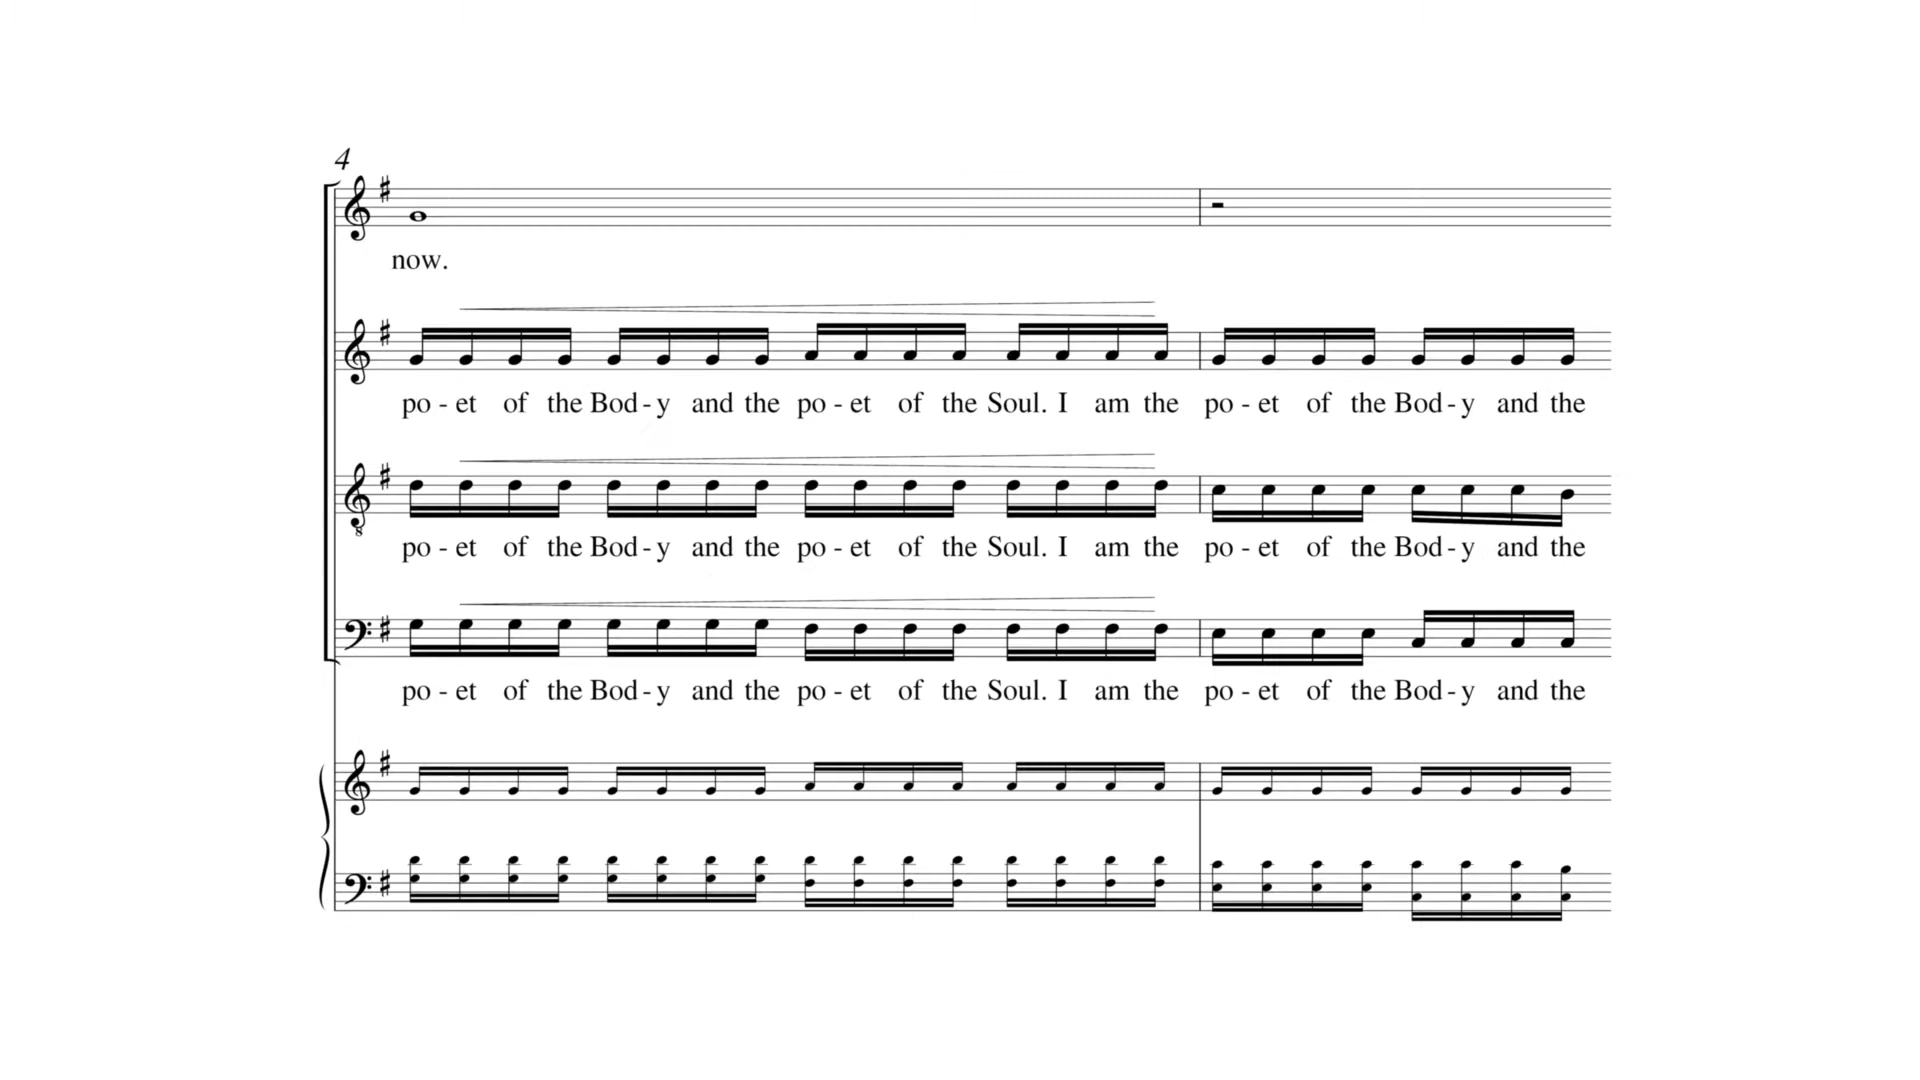 4
now.
po - et of the Bod - y and the po - et of the Soul. I am the po - et of the Bod - y and the
po - et of the Bod - y and the po - et of the Soul. I am the po - et of the Bod - y and the
po - et of the Bod - y and the po - et of the Soul. I am the po - et of the Bod - y and the